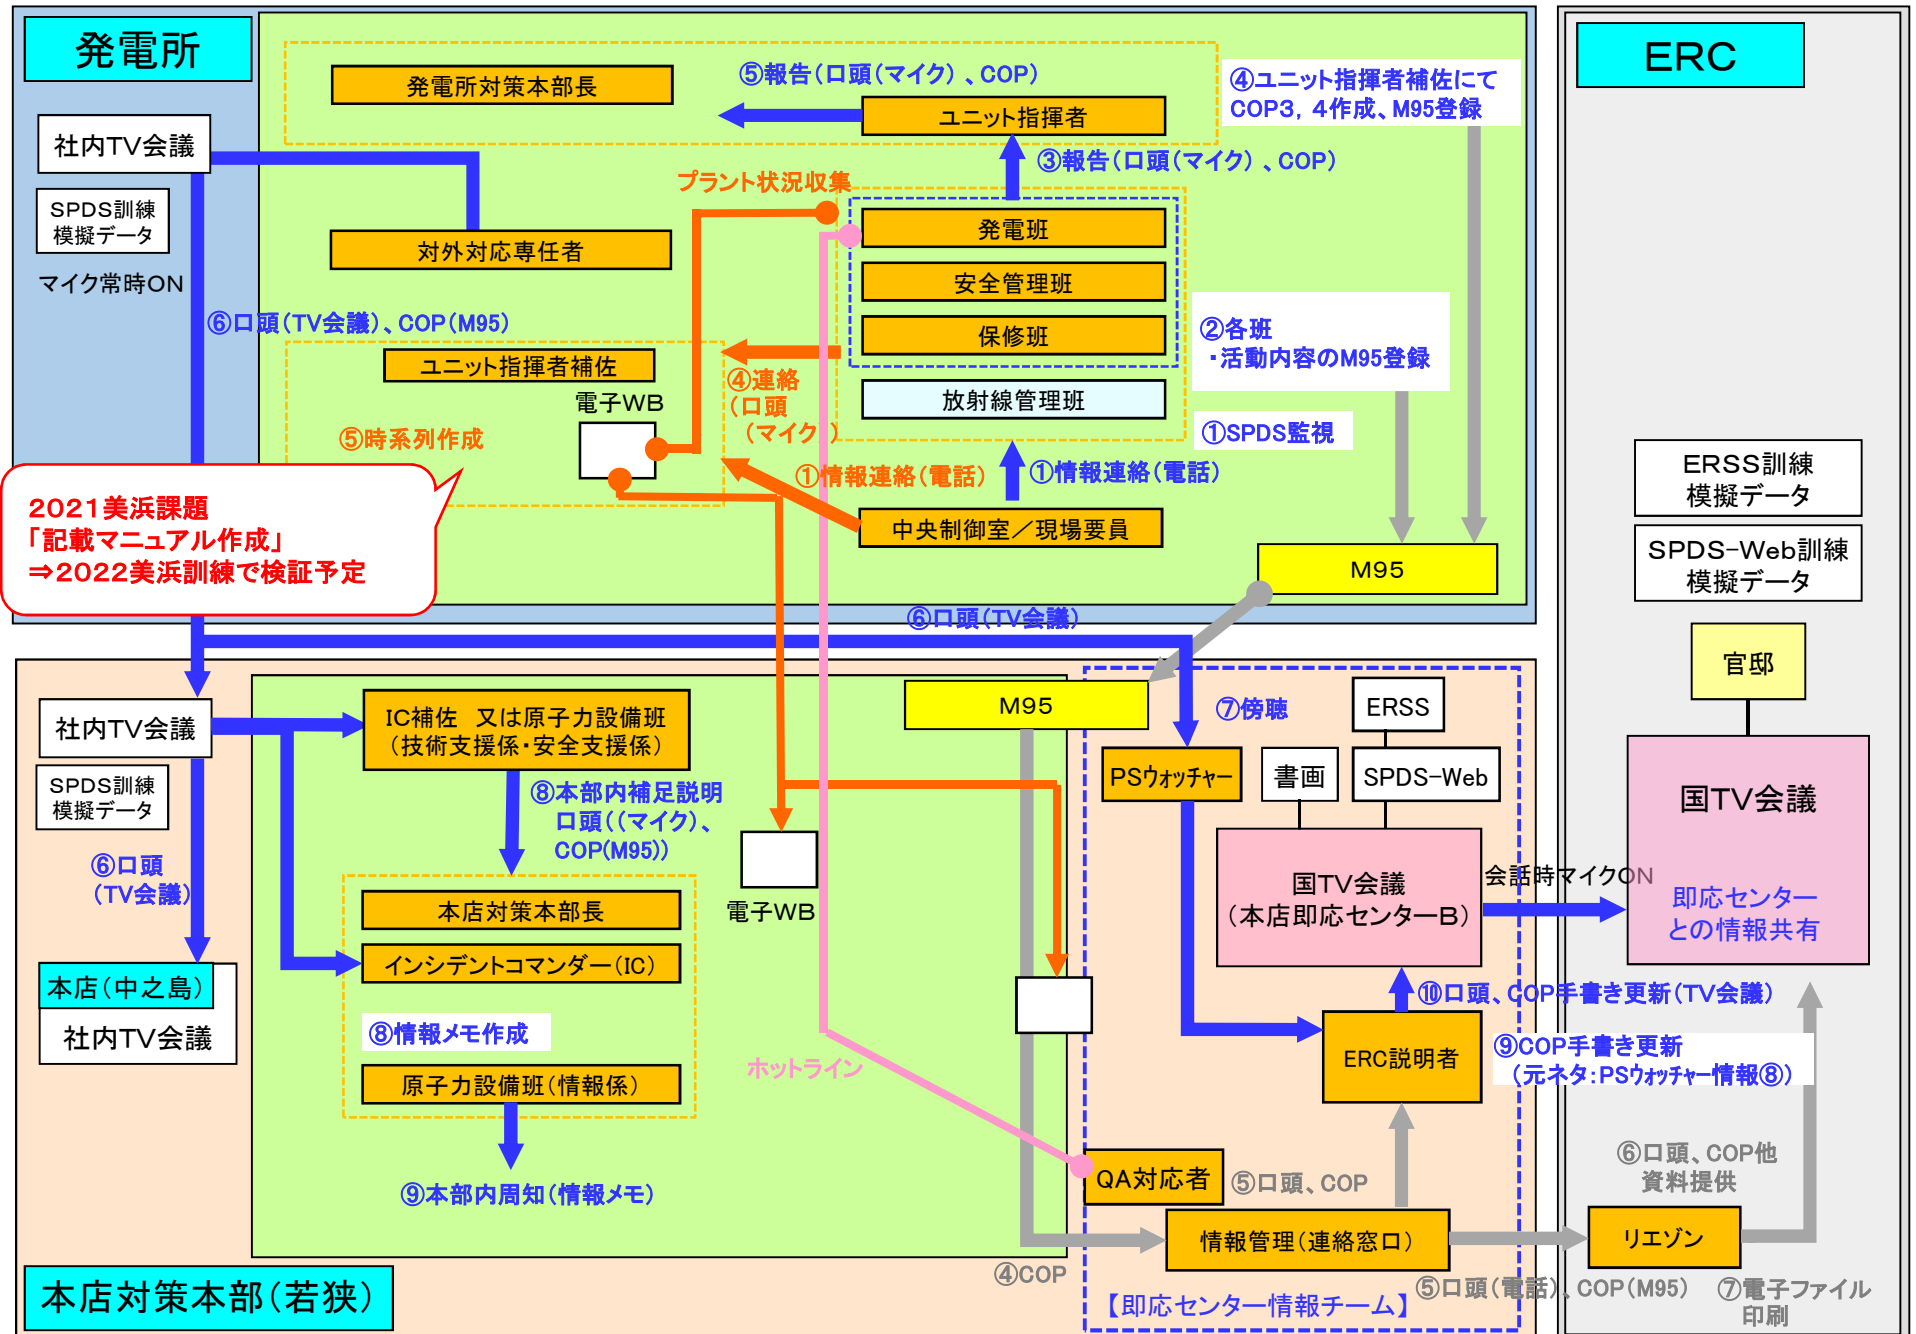 発電所
発電所対策本部長
⑤報告(口頭(マイク)、COP)
ユニット指揮者
④ユニット指揮者補佐にて
COP3，4作成、M95登録
③報告(口頭(マイク)、COP)
社内TV会議
SPDS訓練
模擬データ
マイク常時ON
対外対応専任者
プラント状況収集
発電班
安全管理班
保修班
放射線管理班
②各班
・活動内容のM95登録
①SPDS監視
⑥口頭(TV会議)、COP(M95)
ユニット指揮者補佐
電子WB
④連絡
(口頭
(マイク))
⑤時系列作成
①情報連絡(電話)
①情報連絡(電話)
中央制御室／現場要員
M95
2021美浜課題
「記載マニュアル作成」
⇒2022美浜訓練で検証予定
⑥口頭(TV会議)
ERC
ERSS訓練
模擬データ
SPDS-Web訓練
模擬データ
官邸
国TV会議
即応センター
との情報共有
社内TV会議
SPDS訓練
模擬データ
⑥口頭
(TV会議)
本店(中之島)
社内TV会議
IC補佐　又は原子力設備班
(技術支援係・安全支援係)
⑧本部内補足説明
口頭((マイク)、
COP(M95))
本店対策本部長
インシデントコマンダー(IC)
⑧情報メモ作成
原子力設備班(情報係)
⑨本部内周知(情報メモ)
電子WB
ホットライン
M95
⑦傍聴
PSウォッチャー
書画
ERSS
SPDS-Web
国TV会議
(本店即応センターB)
会話時マイクON
⑩口頭、COP手書き更新(TV会議)
ERC説明者
⑨COP手書き更新
(元ネタ:PSウォッチャー情報⑧)
QA対応者
⑤口頭、COP
情報管理(連絡窓口)
④COP
⑤口頭(電話)、COP(M95)
【即応センター情報チーム】
⑥口頭、COP他
資料提供
リエゾン
⑦電子ファイル
印刷
本店対策本部(若狭)